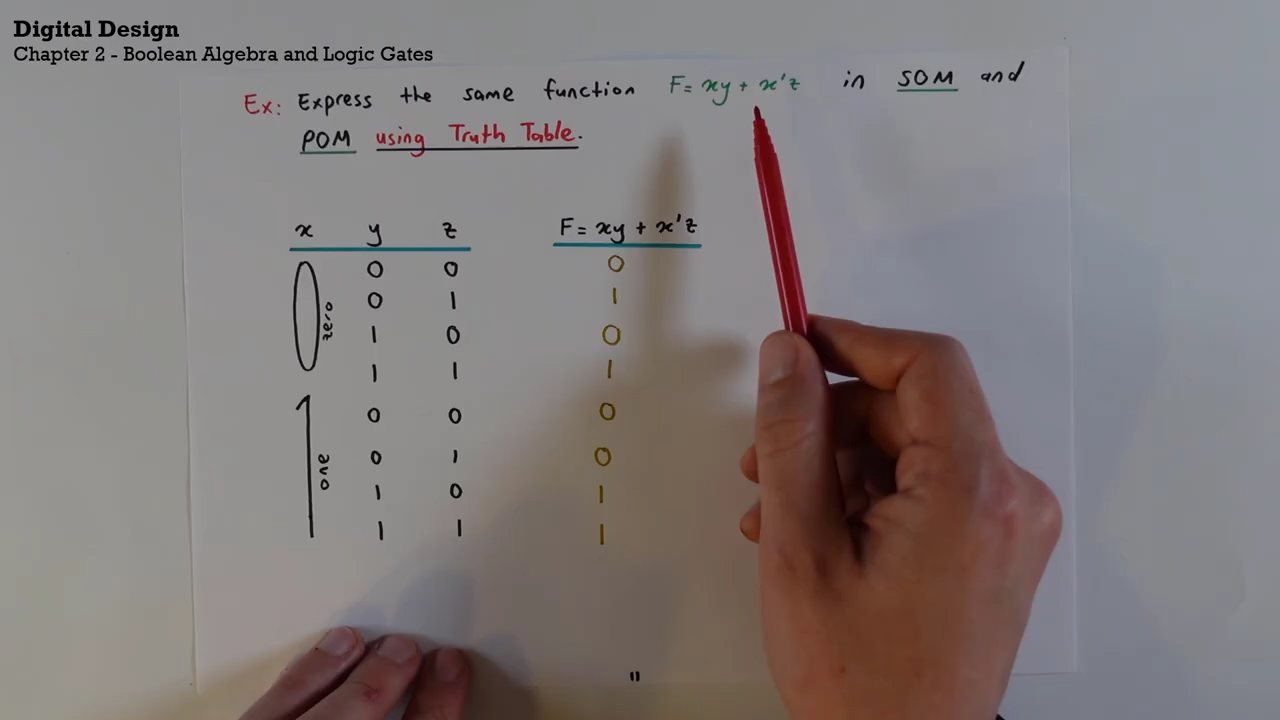 Digital Design
Chapter 2 - Boolean Algebra and Logic Gates
Ex: Express the same function F = xy + x'z in SOM and
POM using Truth Table.
x y z F = xy + x'z
0 0 0
0 1 1
zero
1 0 0
1 1 1
0 0 0
0 1 0
one
1 0 1
1 1 1
11